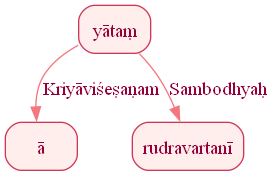 yātaṃ
Kriyāviśeṣaṇam Sambodhyaḥ
ā rudravartanī